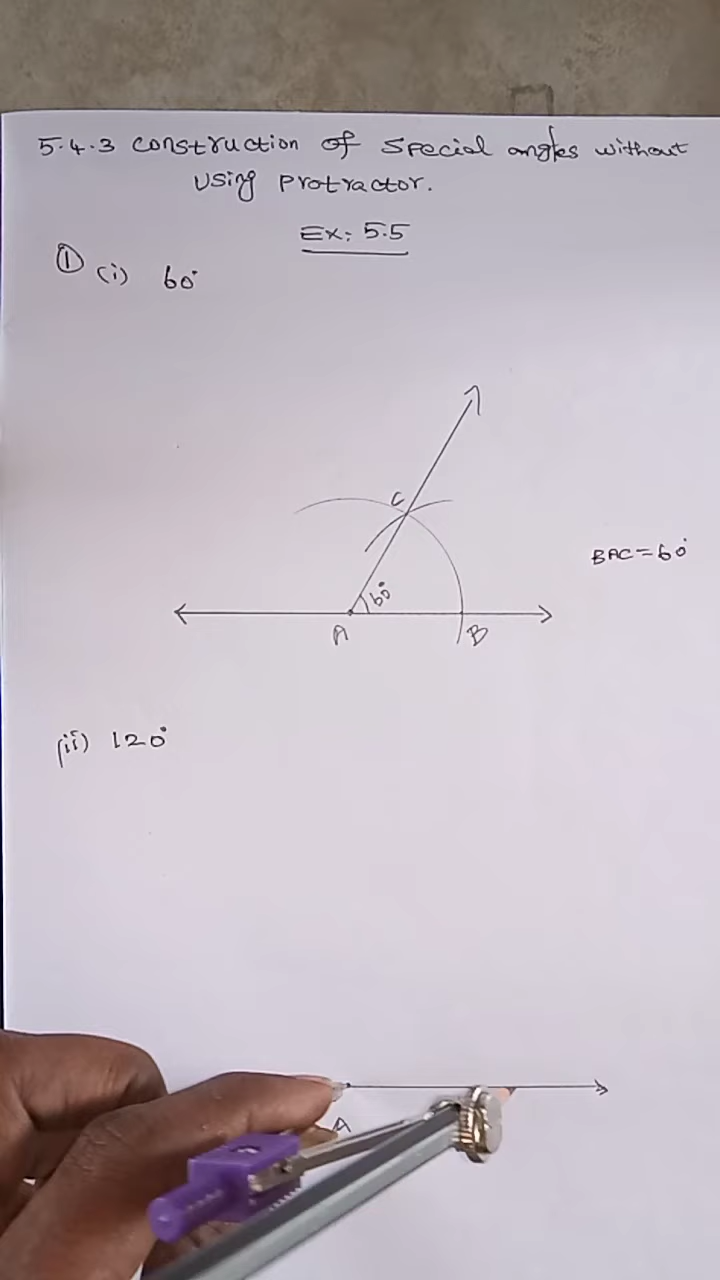 5.4.3 Construction of Special angles without
using Protractor.
Ex: 5.5
① (i) 60°
C
BAC = 60°
60°
A B
(ii) 120°
A